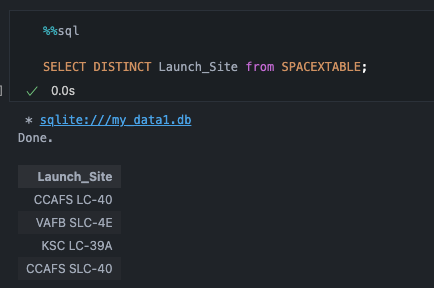 %%sql
SELECT DISTINCT Launch_Site from SPACEXTABLE;
✓ 0.0s
* sqlite:///my_data1.db
Done.
Launch_Site
CCAFS LC-40
VAFB SLC-4E
KSC LC-39A
CCAFS SLC-40